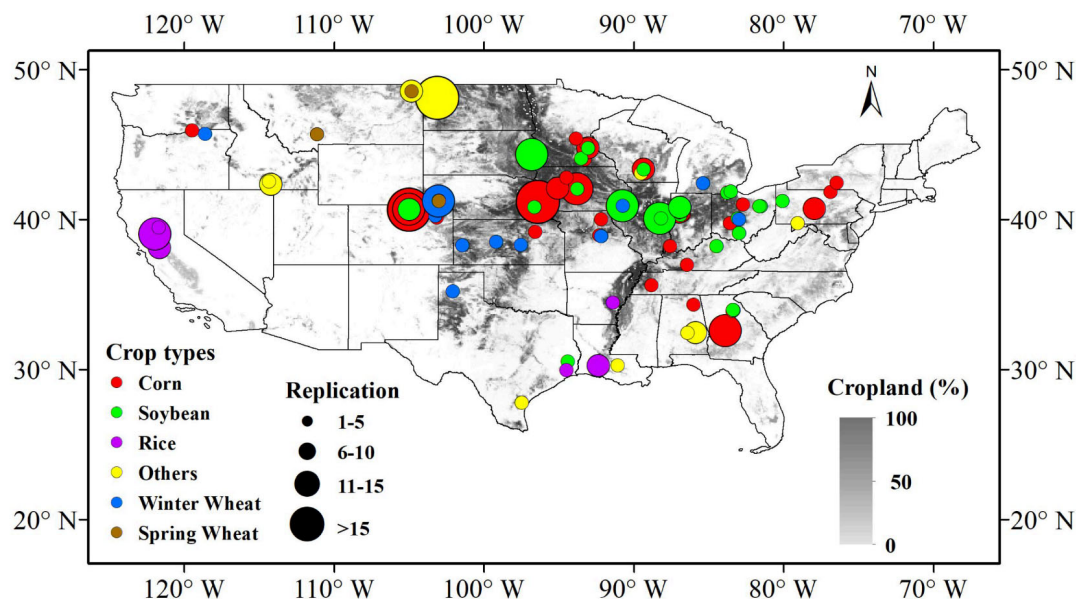 120° W 110° W 100° W 90° W 80° W 70° W
50° N 50° N
N
40° N 40° N
30° N 30° N
20° N 20° N
Crop types
Corn
Soybean
Rice
Others
Winter Wheat
Spring Wheat
Replication
1-5
6-10
11-15
>15
Cropland (%)
100
50
0
120° W 110° W 100° W 90° W 80° W 70° W